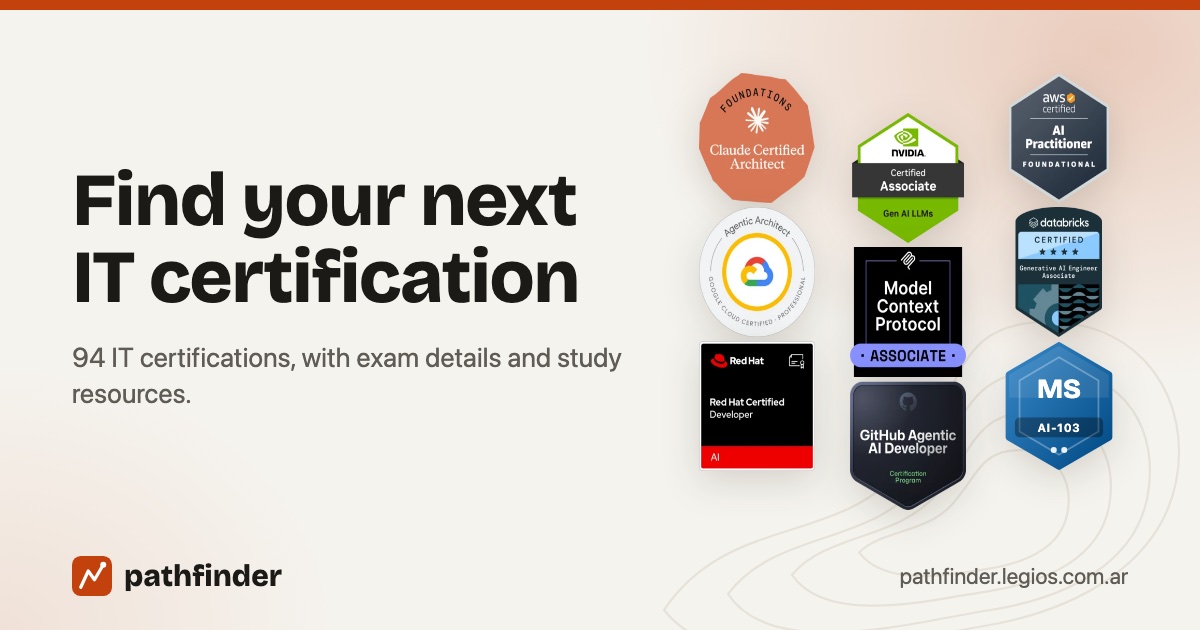 Find your next
IT certification
94 IT certifications, with exam details and study
resources.
pathfinder
pathfinder.legios.com.ar
FOUNDATIONS
Claude Certified
Architect
Agentic Architect
GOOGLE CLOUD CERTIFIED · PROFESSIONAL
Red Hat
Red Hat Certified
Developer
AI
NVIDIA
Certified
Associate
Gen AI LLMs
Model
Context
Protocol
· ASSOCIATE ·
GitHub Agentic
AI Developer
Certification
Program
aws
certified
AI
Practitioner
FOUNDATIONAL
databricks
CERTIFIED
Generative AI Engineer
Associate
MS
AI-103